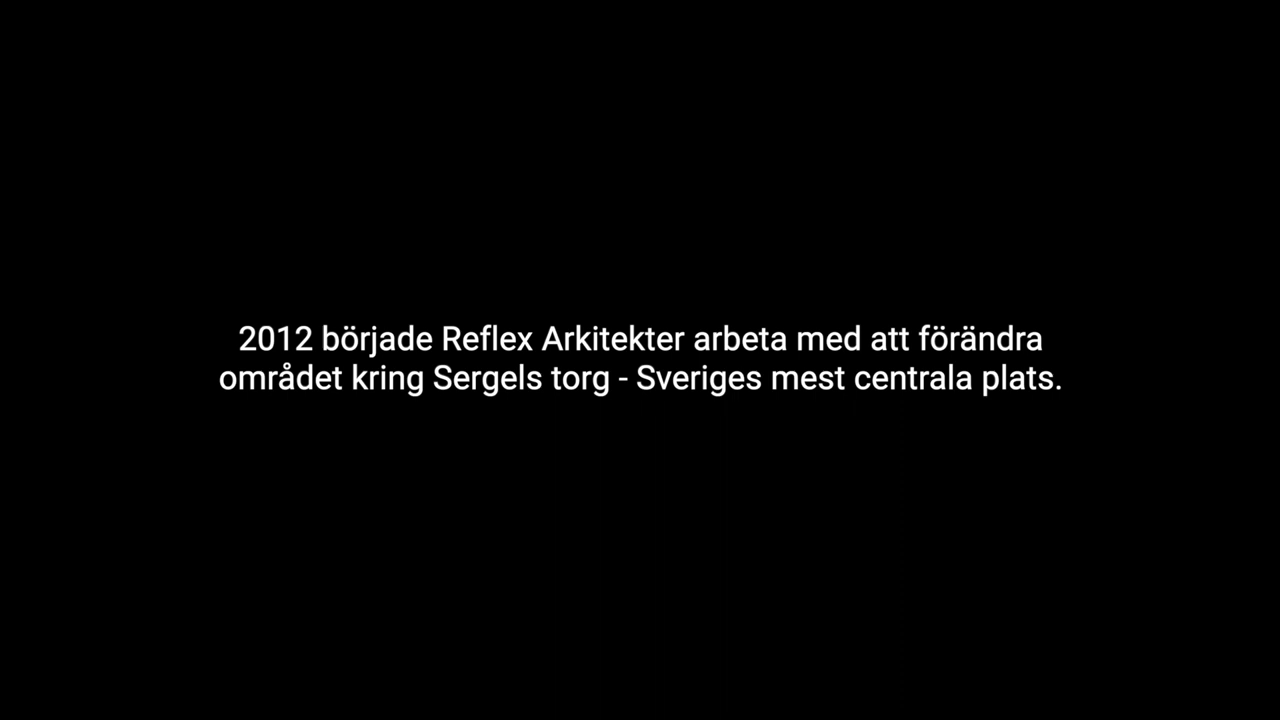 2012 började Reflex Arkitekter arbeta med att förändra
området kring Sergels torg - Sveriges mest centrala plats.